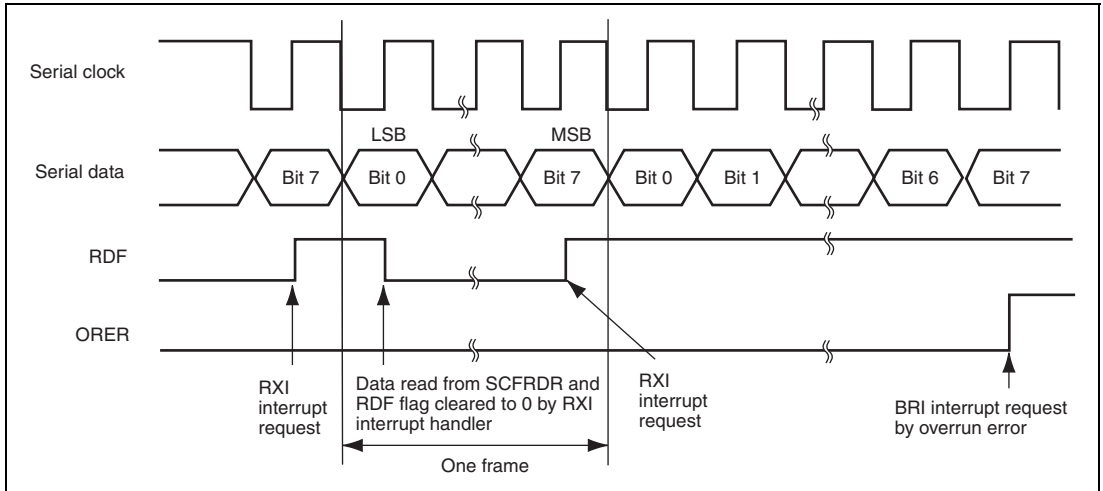 Serial clock
LSB
MSB
Serial data
Bit 7
Bit 0
Bit 7
Bit 0
Bit 1
Bit 6
Bit 7
RDF
ORER
RXI
interrupt
request
Data read from SCFRDR and
RDF flag cleared to 0 by RXI
interrupt handler
RXI
interrupt
request
BRI interrupt request
by overrun error
One frame